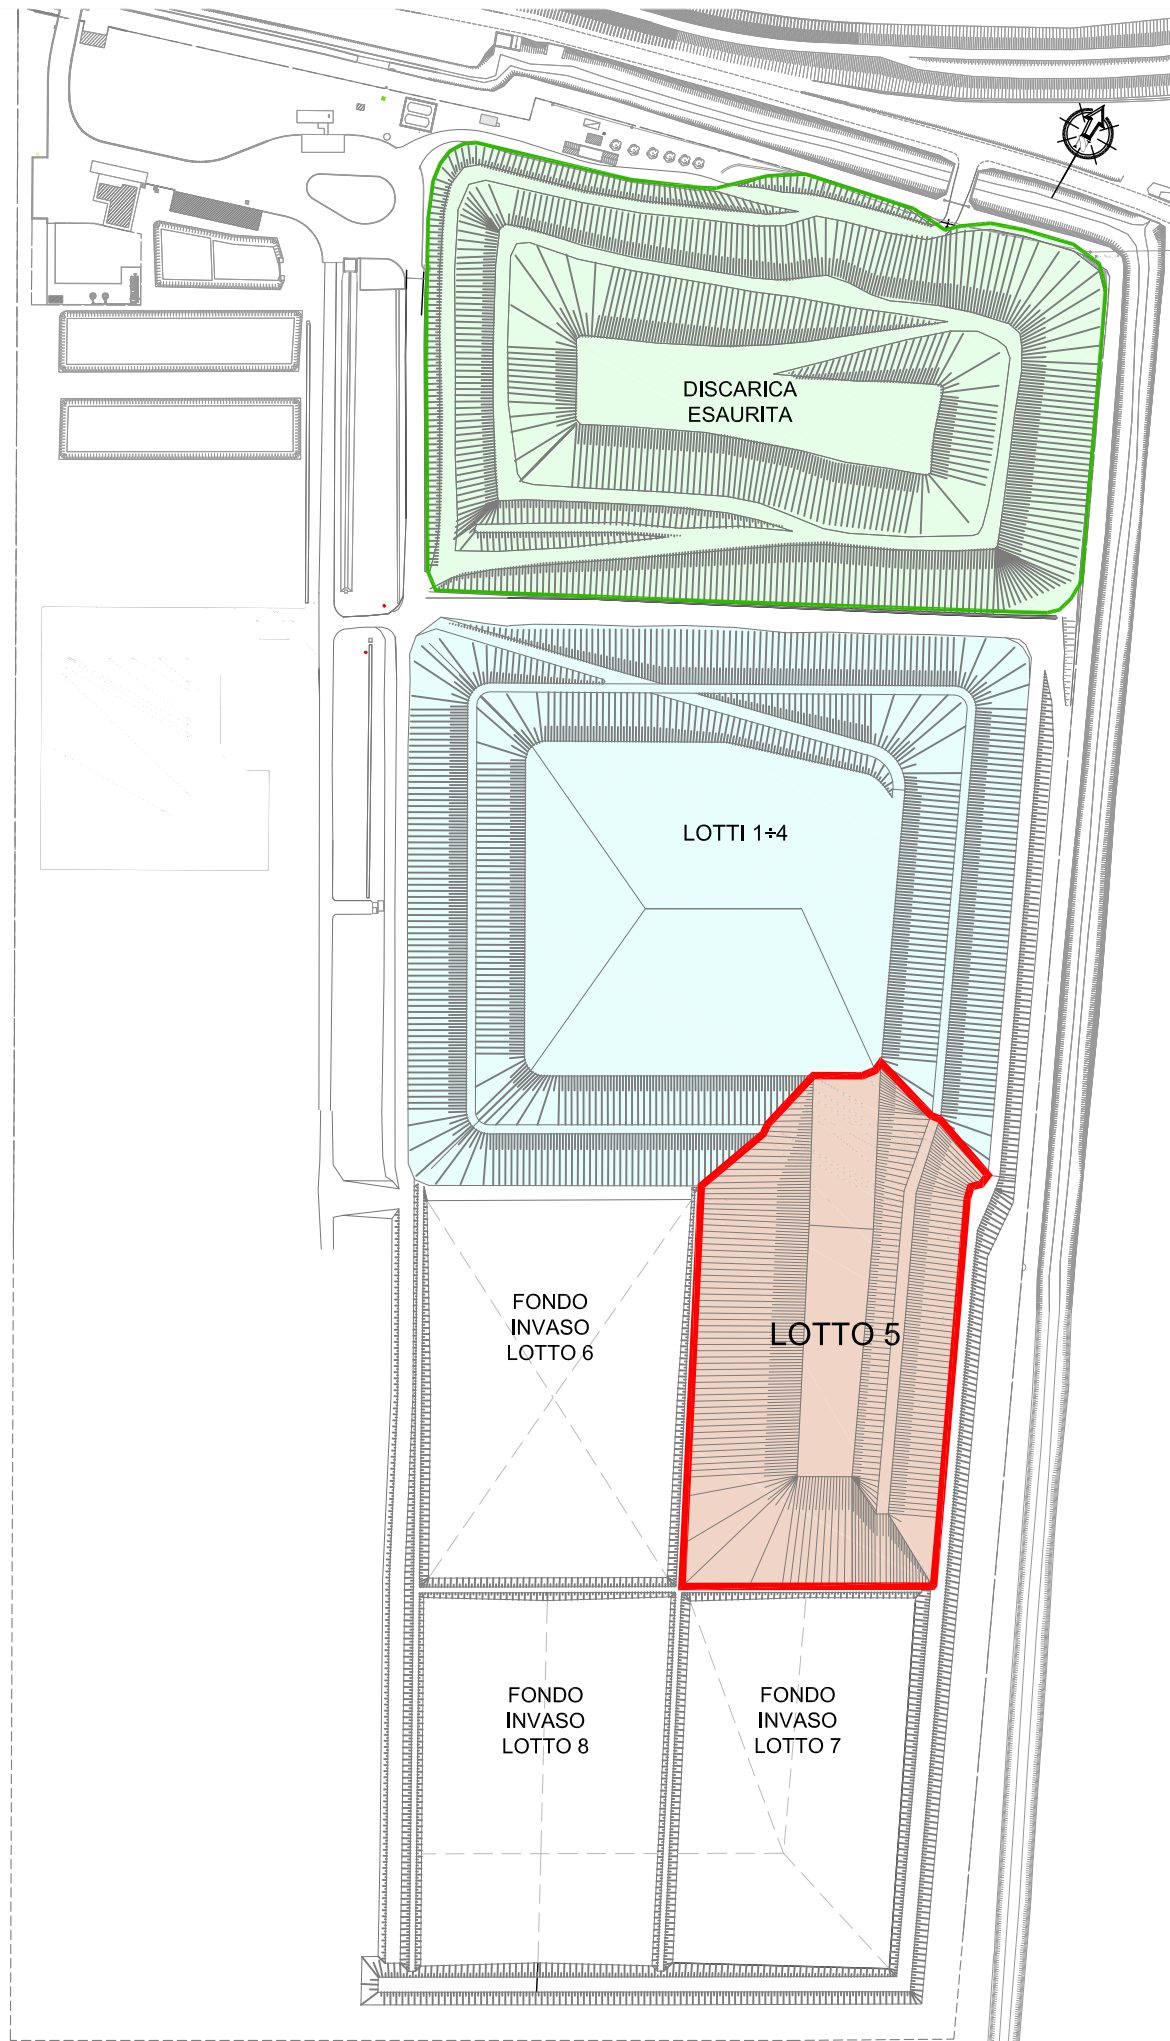 DISCARICA
ESAURITA
LOTTI 1÷4
FONDO
INVASO
LOTTO 6
LOTTO 5
FONDO
INVASO
LOTTO 8
FONDO
INVASO
LOTTO 7